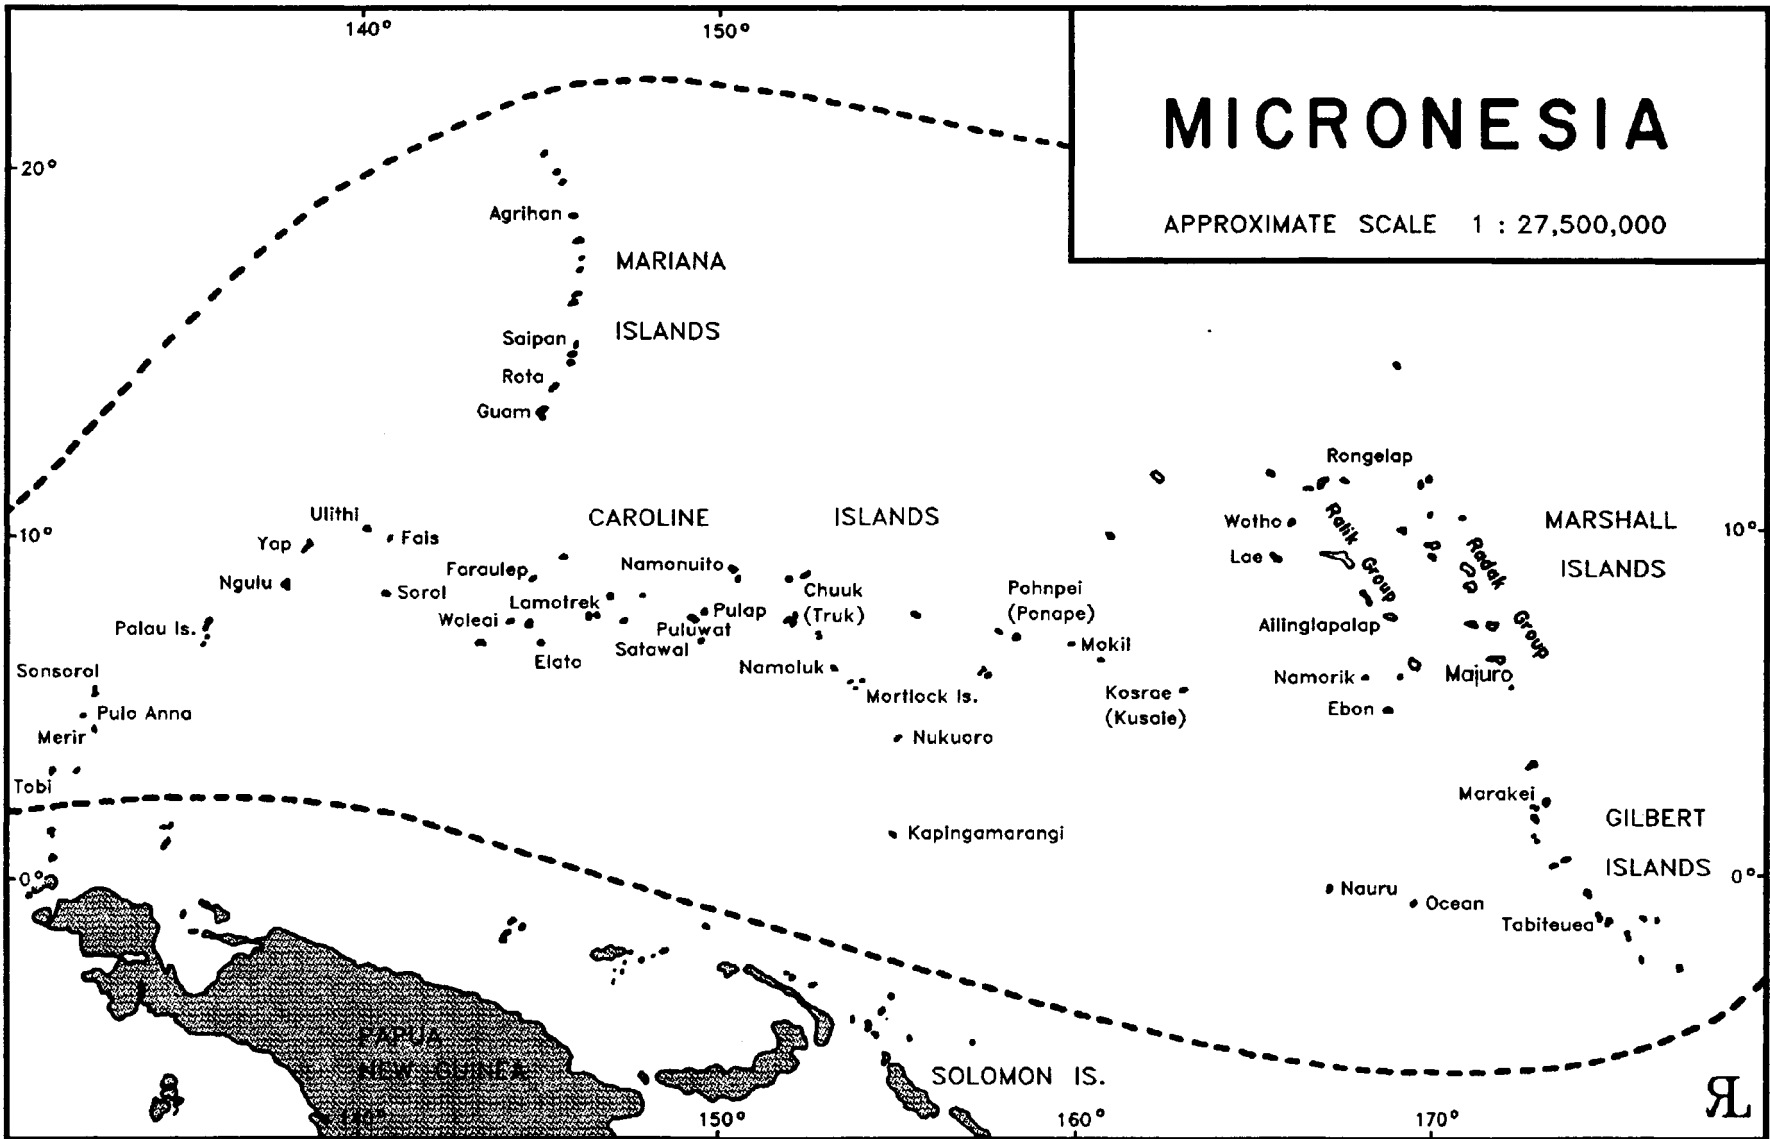 140°
150°
MICRONESIA
APPROXIMATE SCALE 1 : 27,500,000
20°
Agrihan
MARIANA
ISLANDS
Saipan
Rota
Guam
Rongelap
Ulithi
CAROLINE ISLANDS
Wotho
Ralik Group
Radak Group
MARSHALL
ISLANDS
10°
10°
Yap
Fais
Lae
Faraulep
Namonuito
Ngulu
Sorol
Lamotrek
Chuuk
(Truk)
Pohnpei
(Ponape)
Palau Is.
Woleai
Pulap
Puluwat
Ailinglapalap
Elato
Satawal
Mokil
Sonsorol
Namoluk
Mortlock Is.
Kosrae
(Kusaie)
Namorik
Majuro
Pulo Anna
Ebon
Merir
Nukuoro
Tobi
Marakei
GILBERT
ISLANDS
Kapingamarangi
0°
0°
Nauru
Ocean
Tabiteuea
PAPUA
NEW GUINEA
SOLOMON IS.
140°
150°
160°
170°
RL